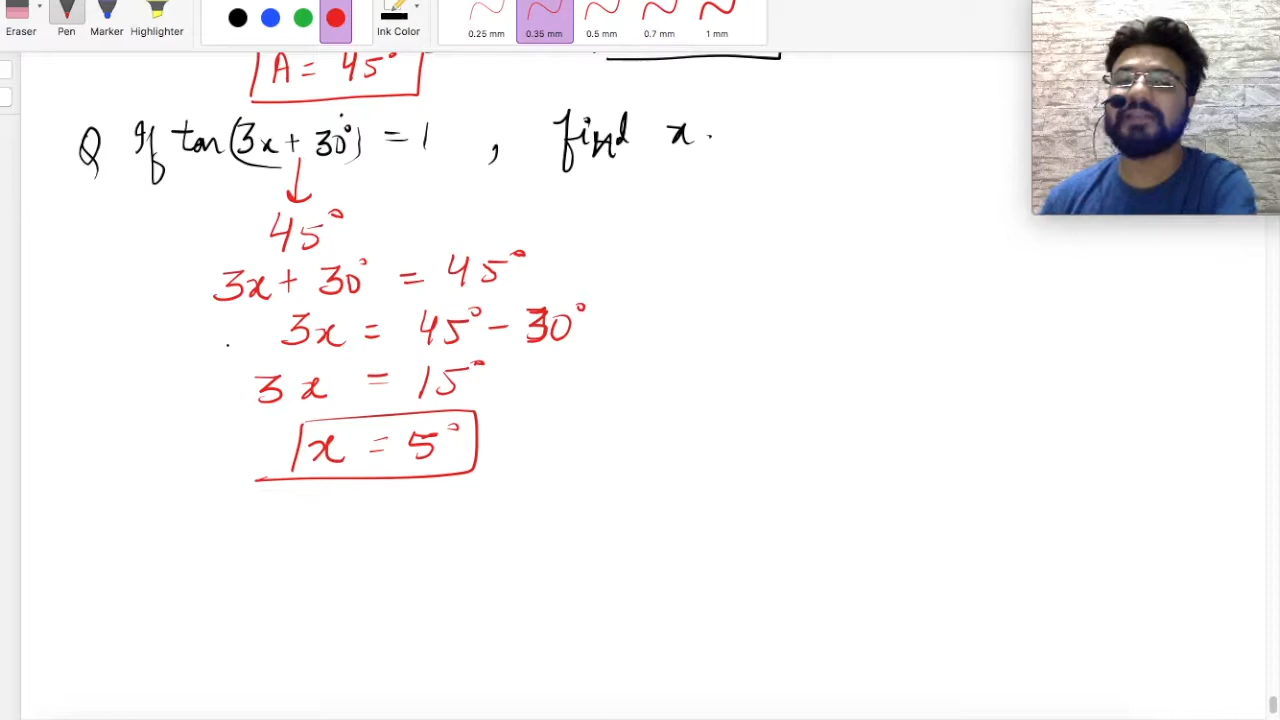 Eraser Pen Marker Highlighter Ink Color 0.25 mm 0.35 mm 0.5 mm 0.7 mm 1 mm
A = 45°
Q If tan(3x + 30°) = 1 , find x.
45°
3x + 30° = 45°
3x = 45° - 30°
3x = 15°
x = 5°